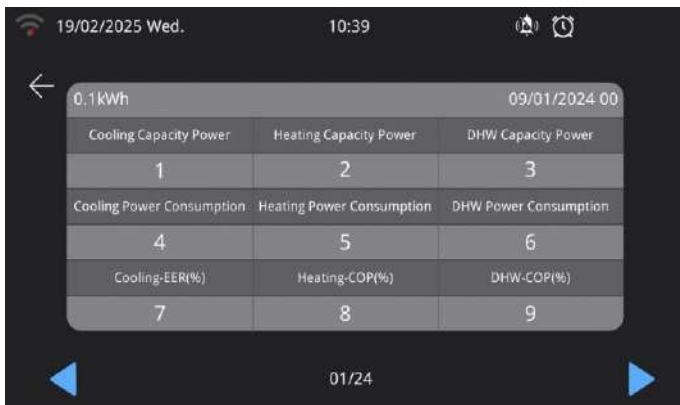 19/02/2025 Wed. 10:39
0.1kWh 09/01/2024 00
Cooling Capacity Power Heating Capacity Power DHW Capacity Power
1 2 3
Cooling Power Consumption Heating Power Consumption DHW Power Consumption
4 5 6
Cooling-EER(%) Heating-COP(%) DHW-COP(%)
7 8 9
01/24